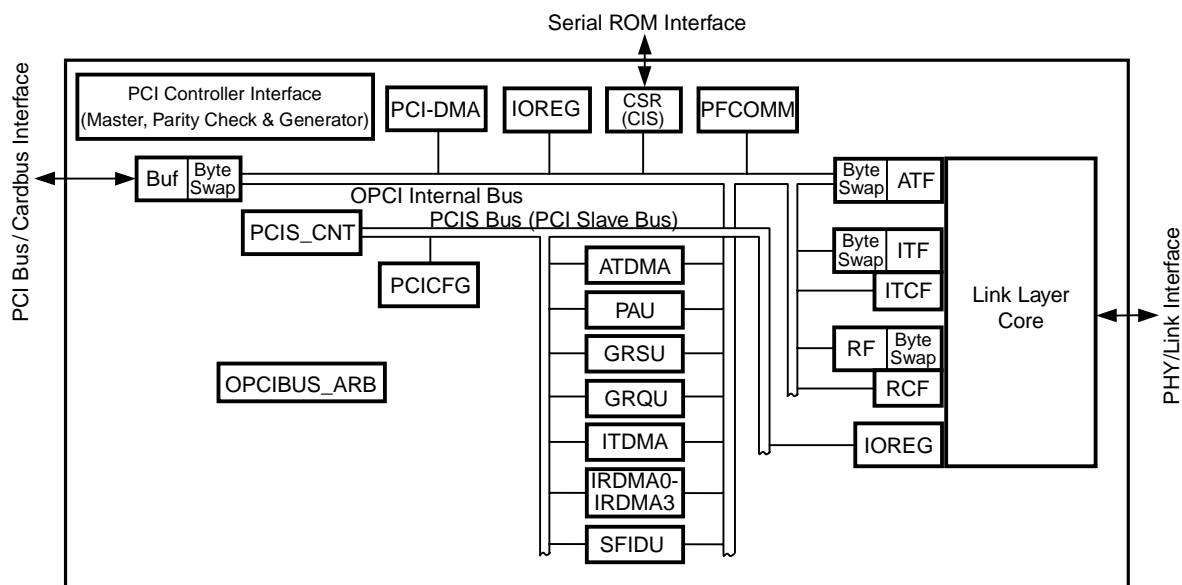 Serial ROM Interface
PCI Bus/Cardbus Interface
PCI Controller Interface
(Master, Parity Check & Generator)
PCI-DMA
IOREG
CSR
(CIS)
PFCOMM
Buf
Byte
Swap
Byte
Swap
ATF
OPCI Internal Bus
PCIS Bus (PCI Slave Bus)
PCIS_CNT
PCICFG
ATDMA
PAU
GRSU
GRQU
ITDMA
IRDMA0-
IRDMA3
SFIDU
OPCIBUS_ARB
Byte
Swap
ITF
ITCF
RF
Byte
Swap
RCF
IOREG
Link Layer
Core
PHY/Link Interface